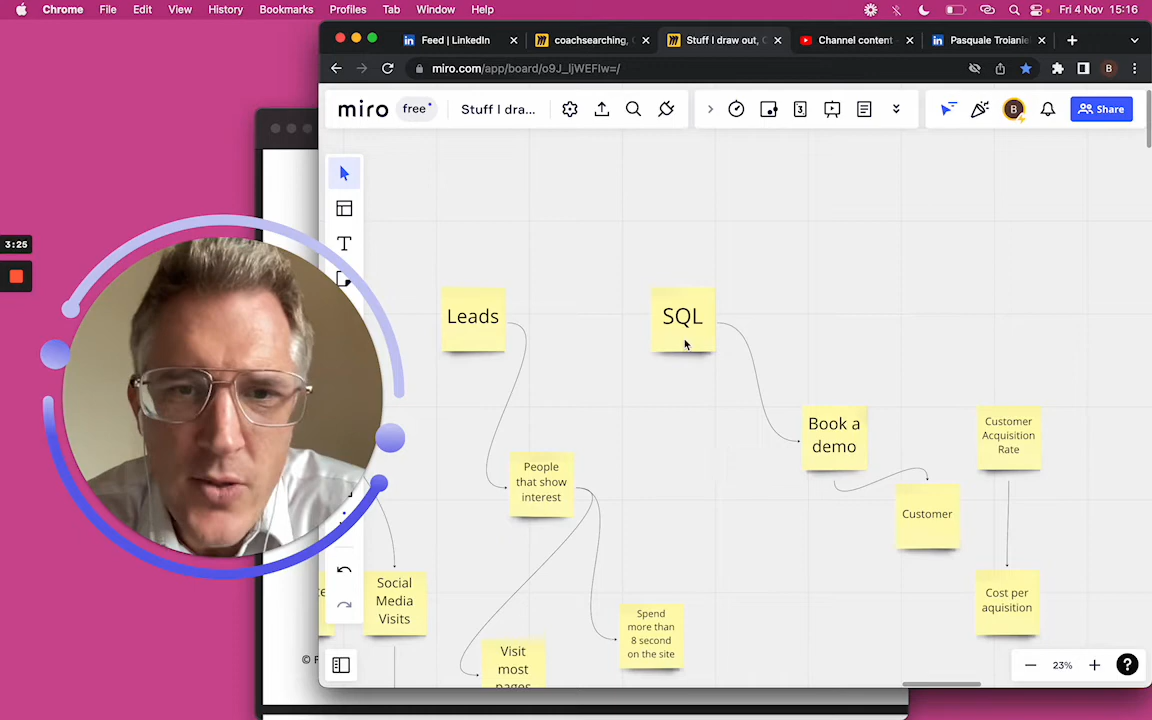 Chrome File Edit View History Bookmarks Profiles Tab Window Help
Fri 4 Nov 15:16
Feed | LinkedIn
coachsearching,
Stuff I draw out,
Channel content -
Pasquale Troianie
miro.com/app/board/o9J_ljWEFlw=/
B
miro
free
Stuff I dra...
3
B
Share
3:25
Leads
SQL
Book a
demo
Customer
Acquisition
Rate
People
that show
interest
Customer
Social
Media
Visits
Cost per
aquisition
Spend
more than
8 second
on the site
Visit
most
pages
23%